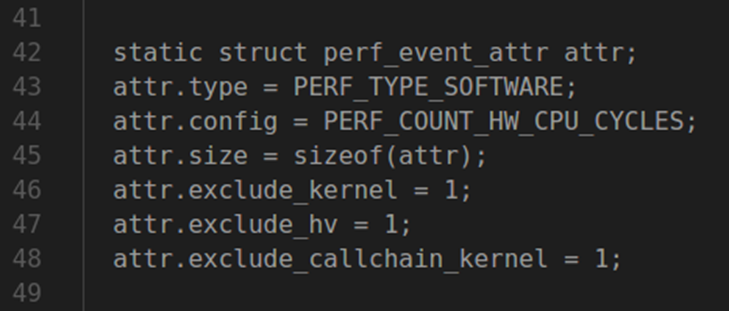 41
42 static struct perf_event_attr attr;
43 attr.type = PERF_TYPE_SOFTWARE;
44 attr.config = PERF_COUNT_HW_CPU_CYCLES;
45 attr.size = sizeof(attr);
46 attr.exclude_kernel = 1;
47 attr.exclude_hv = 1;
48 attr.exclude_callchain_kernel = 1;
49